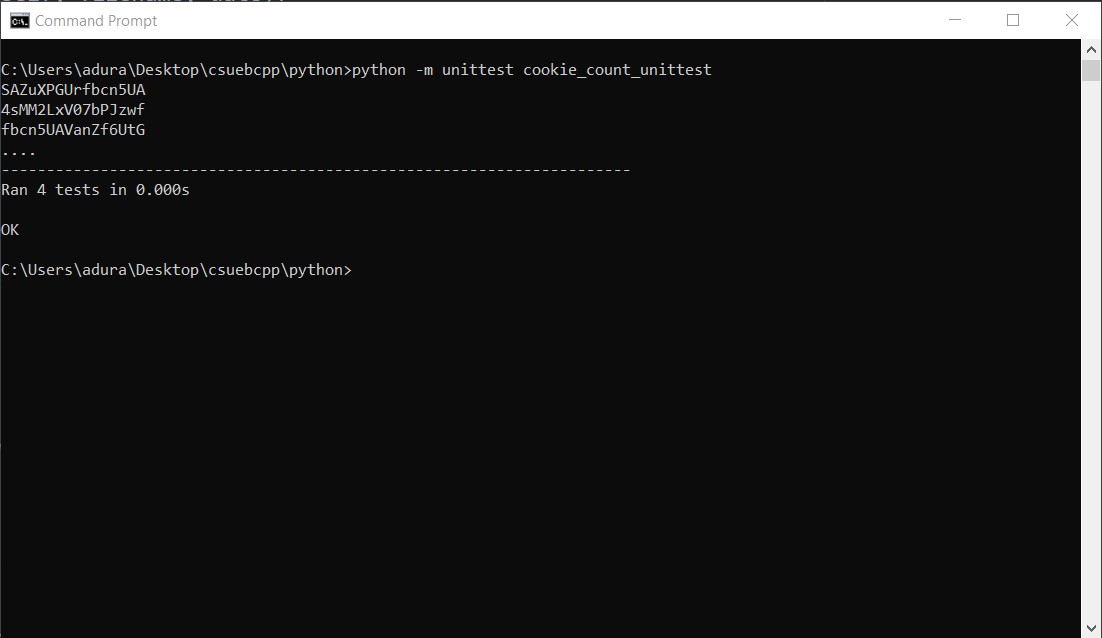 Command Prompt
C:\Users\adura\Desktop\csuebcpp\python>python -m unittest cookie_count_unittest
SAZuXPGUrfbcn5UA
4sMM2LxV07bPJzwf
fbcn5UAVanZf6UtG
....
----------------------------------------------------------------------
Ran 4 tests in 0.000s
OK
C:\Users\adura\Desktop\csuebcpp\python>